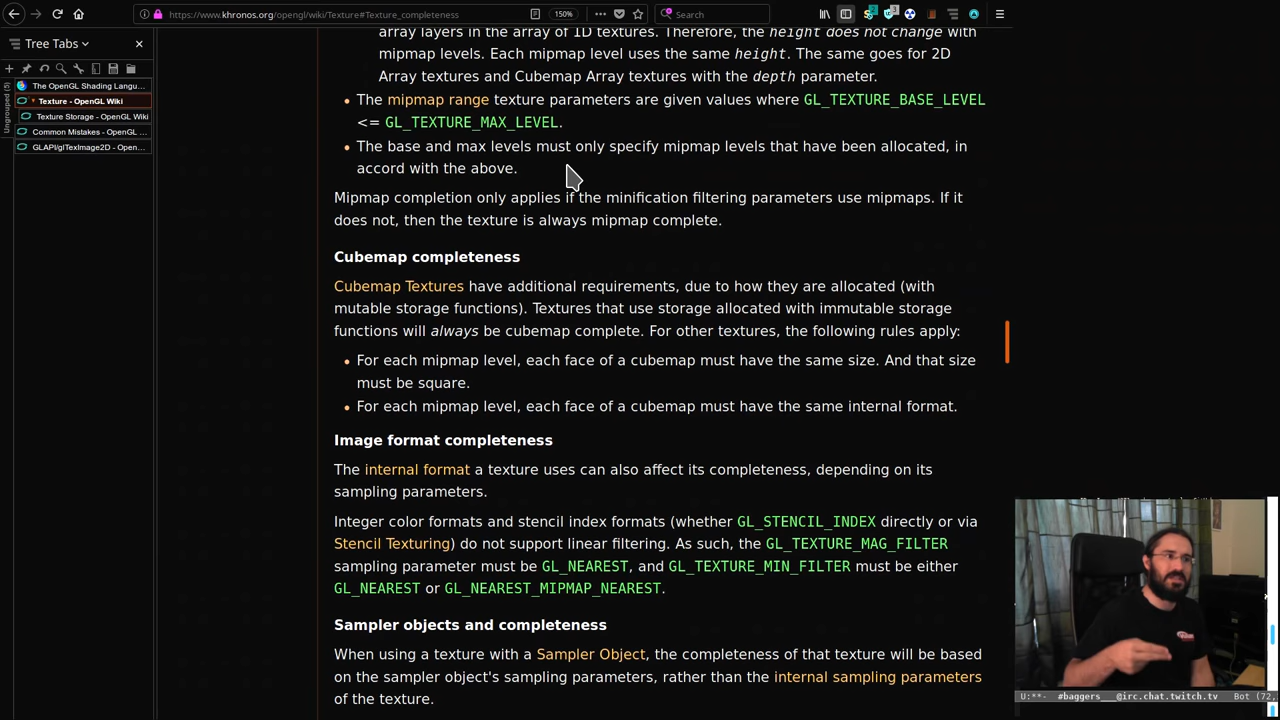 https://www.khronos.org/opengl/wiki/Texture#Texture_completeness
150%
Search
Tree Tabs
The OpenGL Shading Langu...
Texture - OpenGL Wiki
Texture Storage - OpenGL Wiki
Common Mistakes - OpenGL ...
GLAPI/glTexImage2D - Open...
Ungrouped (5)
array layers in the array of 1D textures. Therefore, the height does not change with
mipmap levels. Each mipmap level uses the same height. The same goes for 2D
Array textures and Cubemap Array textures with the depth parameter.
• The mipmap range texture parameters are given values where GL_TEXTURE_BASE_LEVEL
<= GL_TEXTURE_MAX_LEVEL.
• The base and max levels must only specify mipmap levels that have been allocated, in
accord with the above.
Mipmap completion only applies if the minification filtering parameters use mipmaps. If it
does not, then the texture is always mipmap complete.
Cubemap completeness
Cubemap Textures have additional requirements, due to how they are allocated (with
mutable storage functions). Textures that use storage allocated with immutable storage
functions will always be cubemap complete. For other textures, the following rules apply:
• For each mipmap level, each face of a cubemap must have the same size. And that size
must be square.
• For each mipmap level, each face of a cubemap must have the same internal format.
Image format completeness
The internal format a texture uses can also affect its completeness, depending on its
sampling parameters.
Integer color formats and stencil index formats (whether GL_STENCIL_INDEX directly or via
Stencil Texturing) do not support linear filtering. As such, the GL_TEXTURE_MAG_FILTER
sampling parameter must be GL_NEAREST, and GL_TEXTURE_MIN_FILTER must be either
GL_NEAREST or GL_NEAREST_MIPMAP_NEAREST.
Sampler objects and completeness
When using a texture with a Sampler Object, the completeness of that texture will be based
on the sampler object's sampling parameters, rather than the internal sampling parameters
of the texture.
U:**- #baggers___@irc.chat.twitch.tv Bot (72,